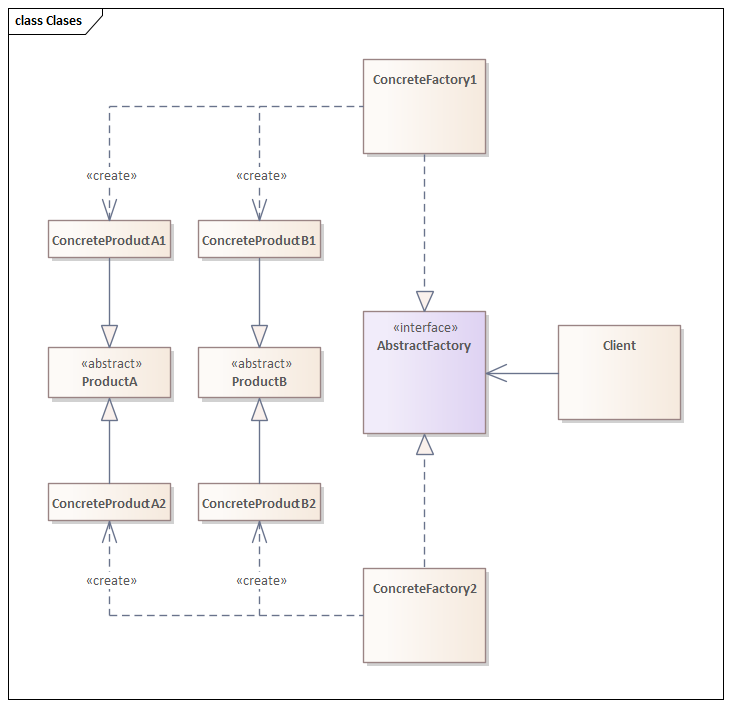 class Clases
ConcreteFactory1
«create»
«create»
ConcreteProductA1
ConcreteProductB1
«interface»
AbstractFactory
Client
«abstract»
ProductA
«abstract»
ProductB
ConcreteProductA2
ConcreteProductB2
«create»
«create»
ConcreteFactory2